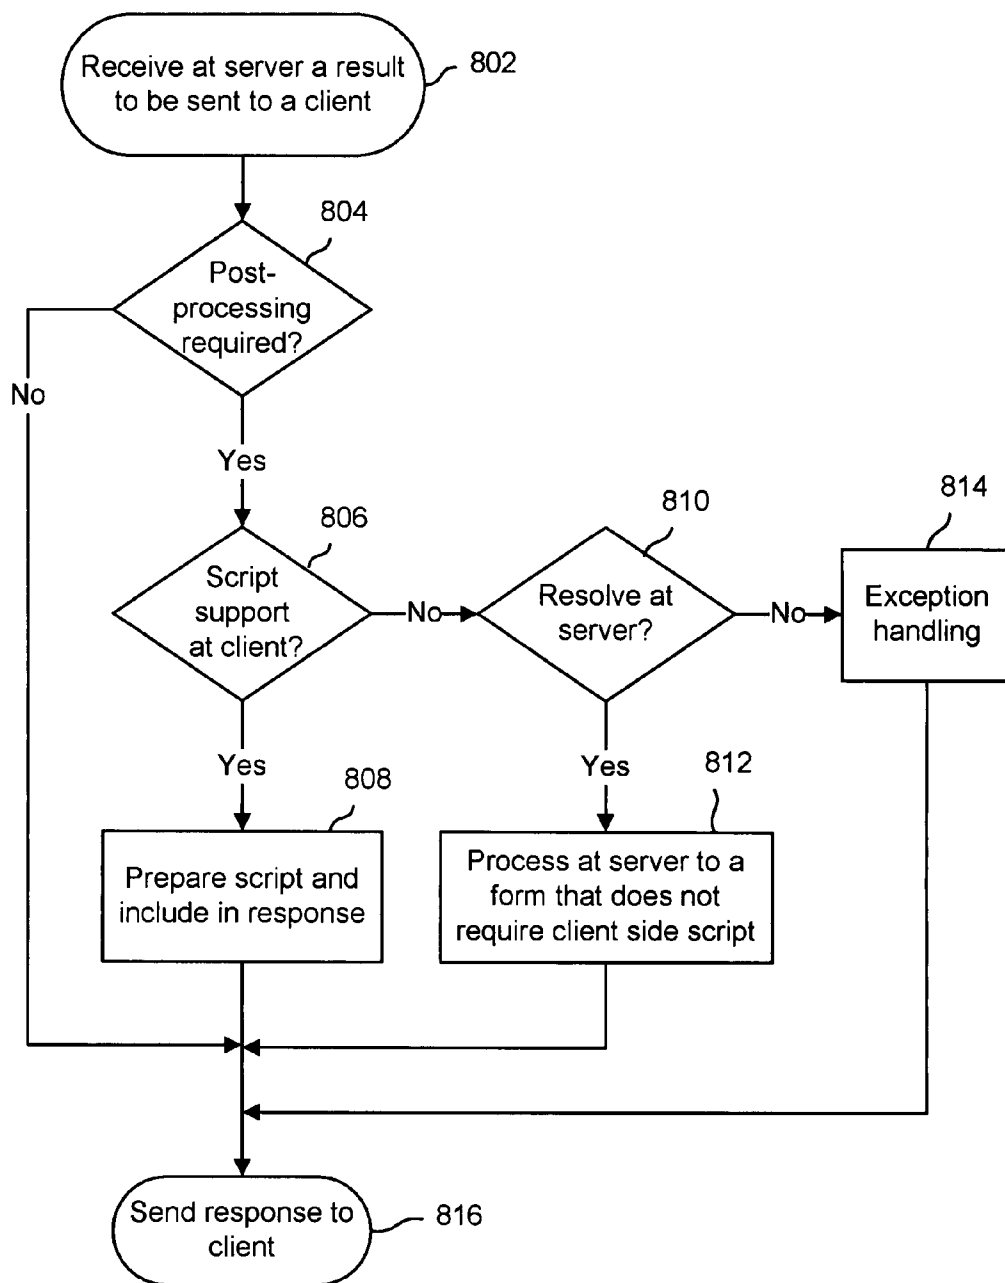 Receive at server a result
to be sent to a client
802
804
Post-
processing
required?
No
Yes
806
Script
support
at client?
No
810
Resolve at
server?
No
814
Exception
handling
Yes
808
Prepare script and
include in response
Yes
812
Process at server to a
form that does not
require client side script
Send response to
client
816